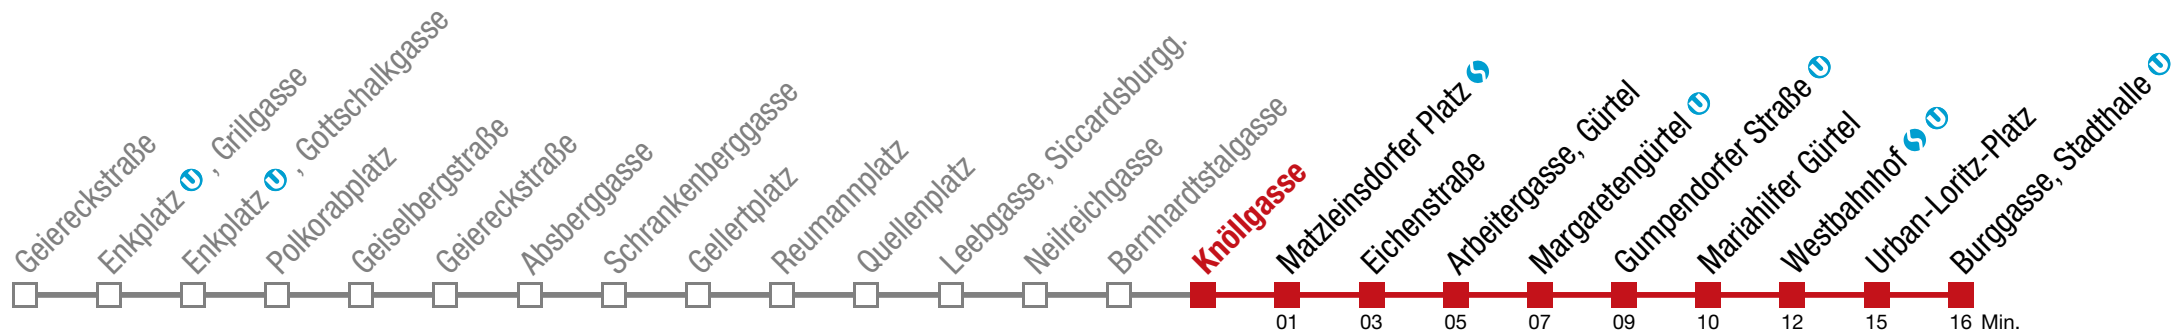 Geiereckstraße
Enkplatz U, Grillgasse
Enkplatz U, Gottschalkgasse
Polkorabplatz
Geiselbergstraße
Geiereckstraße
Absberggasse
Schrankenberggasse
Gellertplatz
Reumannplatz
Quellenplatz
Leebgasse, Siccardsburgg.
Neilreichgasse
Bernhardtstalgasse
Knöllgasse
Matzleinsdorfer Platz S
Eichenstraße
Arbeitergasse, Gürtel
Margaretengürtel U
Gumpendorfer Straße U
Mariahilfer Gürtel
Westbahnhof S U
Urban-Loritz-Platz
Burggasse, Stadthalle U
01 03 05 07 09 10 12 15 16 Min.